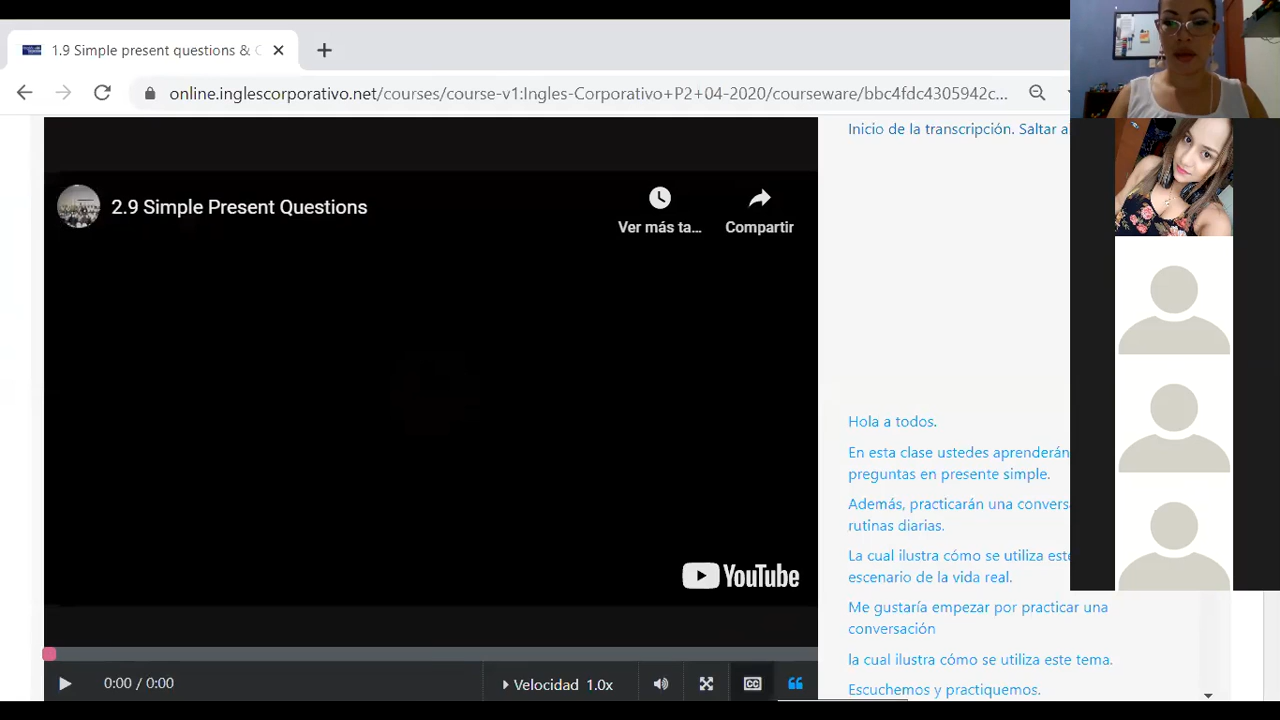 1.9 Simple present questions & C
online.inglescorporativo.net/courses/course-v1:Ingles-Corporativo+P2+04-2020/courseware/bbc4fdc4305942c...
2.9 Simple Present Questions
Ver más ta...
Compartir
YouTube
0:00 / 0:00
Velocidad 1.0x
CC
Inicio de la transcripción. Saltar a
Hola a todos.
En esta clase ustedes aprenderán
preguntas en presente simple.
Además, practicarán una convers
rutinas diarias.
La cual ilustra cómo se utiliza este
escenario de la vida real.
Me gustaría empezar por practicar una
conversación
la cual ilustra cómo se utiliza este tema.
Escuchemos y practiquemos.